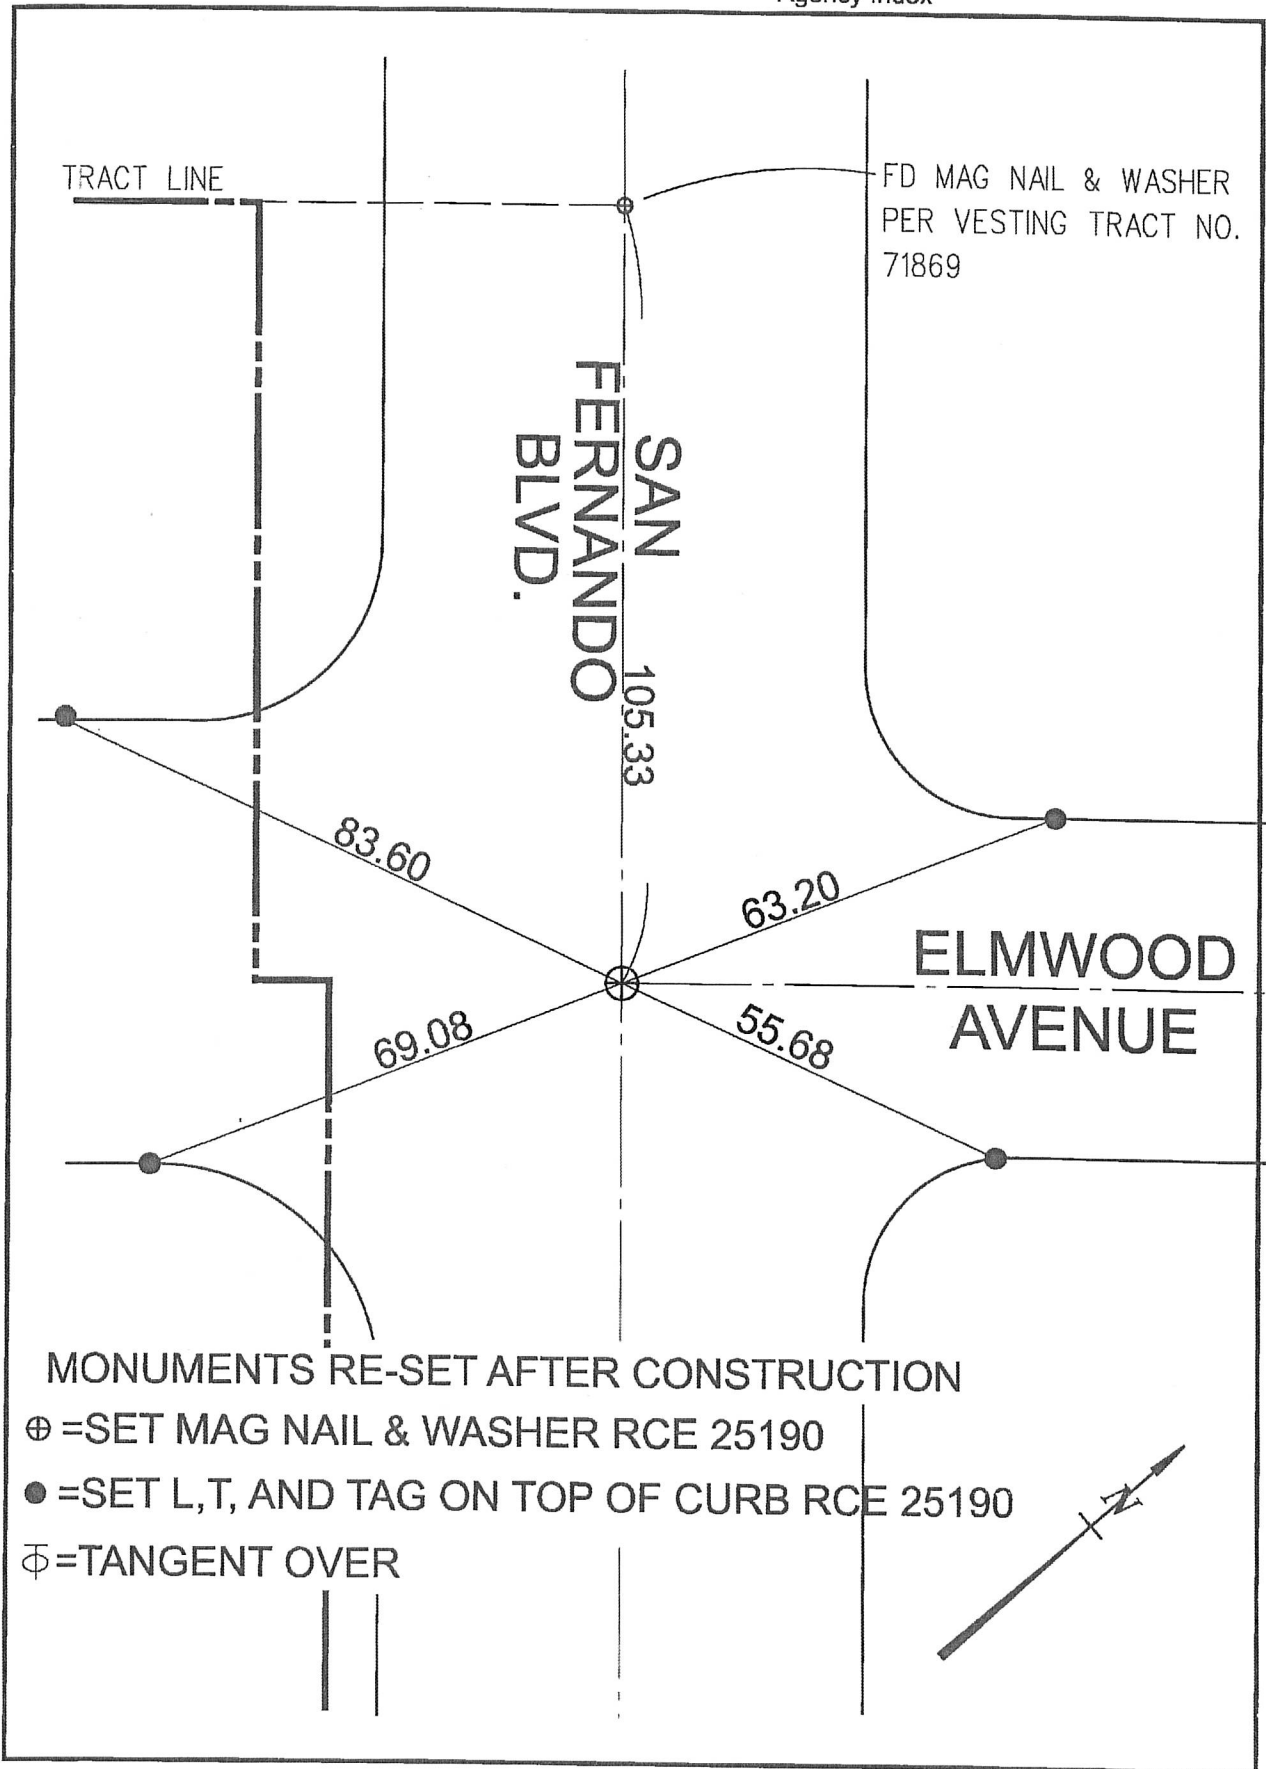 Agency Index
TRACT LINE
FD MAG NAIL & WASHER
PER VESTING TRACT NO.
71869
SAN
FERNANDO
BLVD.
105.33
83.60
63.20
ELMWOOD
AVENUE
69.08
55.68
MONUMENTS RE-SET AFTER CONSTRUCTION
⊕ =SET MAG NAIL & WASHER RCE 25190
● =SET L,T, AND TAG ON TOP OF CURB RCE 25190
=TANGENT OVER
N